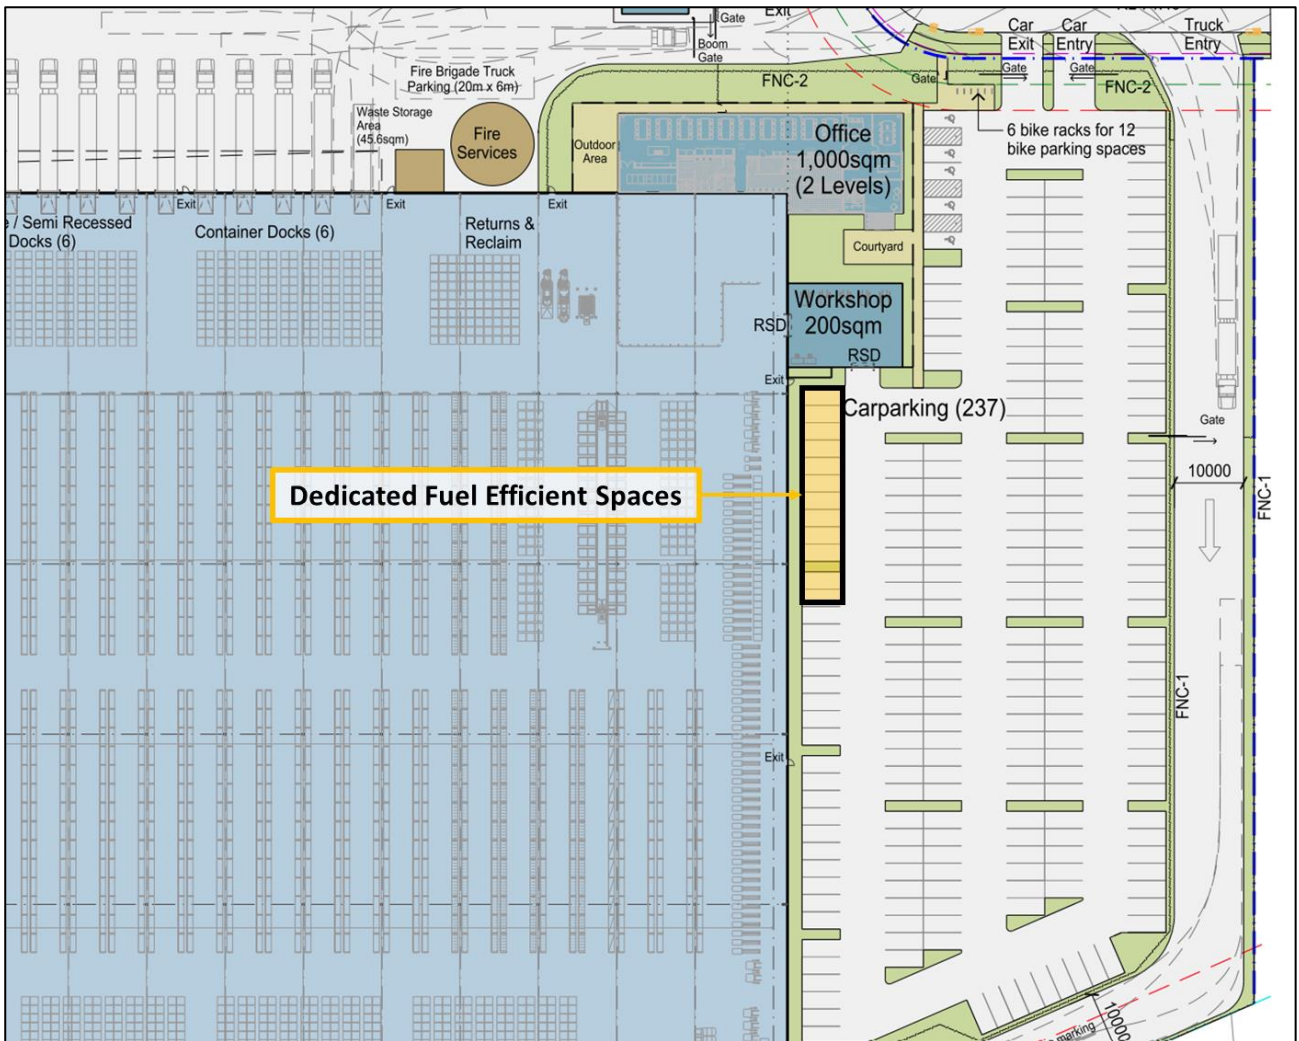 Exit
Gate
Boom
Gate
Car
Exit
Car
Entry
Truck
Entry
Gate
Gate
Gate
FNC-2
FNC-2
Fire Brigade Truck
Parking (20m x 6m)
Waste Storage
Area
(45.6sqm)
Fire
Services
Outdoor
Area
Office
1,000sqm
(2 Levels)
6 bike racks for 12
bike parking spaces
Exit
Exit
Exit
/ Semi Recessed
Docks (6)
Container Docks (6)
Returns &
Reclaim
Courtyard
Workshop
200sqm
RSD
RSD
Exit
Carparking (237)
Gate
10000
Dedicated Fuel Efficient Spaces
FNC-1
FNC-1
Exit
10000
marking